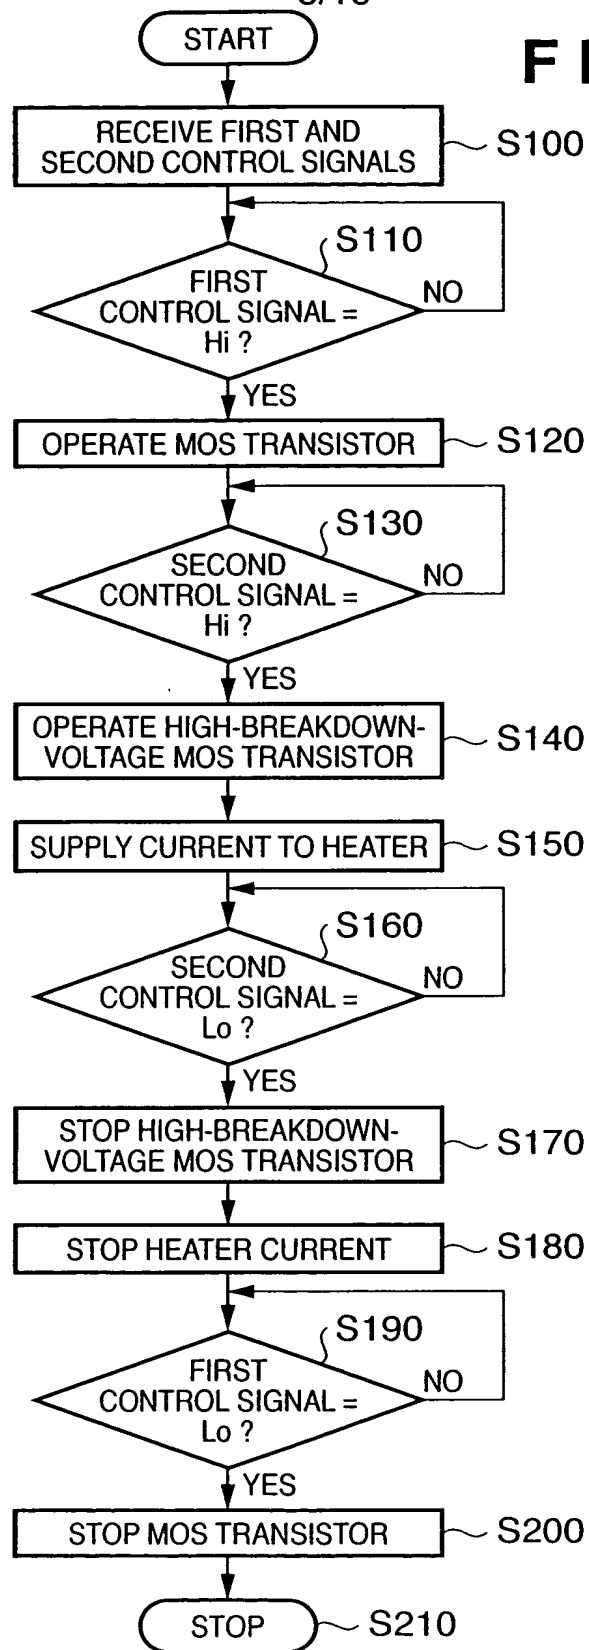 START
F I
RECEIVE FIRST AND
SECOND CONTROL SIGNALS
S100
S110
FIRST
CONTROL SIGNAL =
Hi ?
NO
YES
OPERATE MOS TRANSISTOR
S120
S130
SECOND
CONTROL SIGNAL =
Hi ?
NO
YES
OPERATE HIGH-BREAKDOWN-
VOLTAGE MOS TRANSISTOR
S140
SUPPLY CURRENT TO HEATER
S150
S160
SECOND
CONTROL SIGNAL =
Lo ?
NO
YES
STOP HIGH-BREAKDOWN-
VOLTAGE MOS TRANSISTOR
S170
STOP HEATER CURRENT
S180
S190
FIRST
CONTROL SIGNAL =
Lo ?
NO
YES
STOP MOS TRANSISTOR
S200
STOP
S210